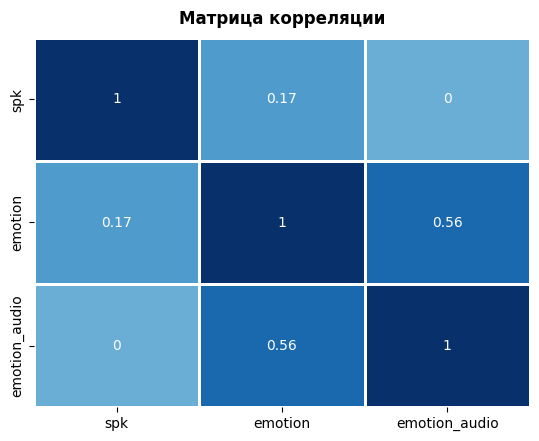 Матрица корреляции
spk
1
0.17
0
emotion
0.17
1
0.56
emotion_audio
0
0.56
1
spk
emotion
emotion_audio